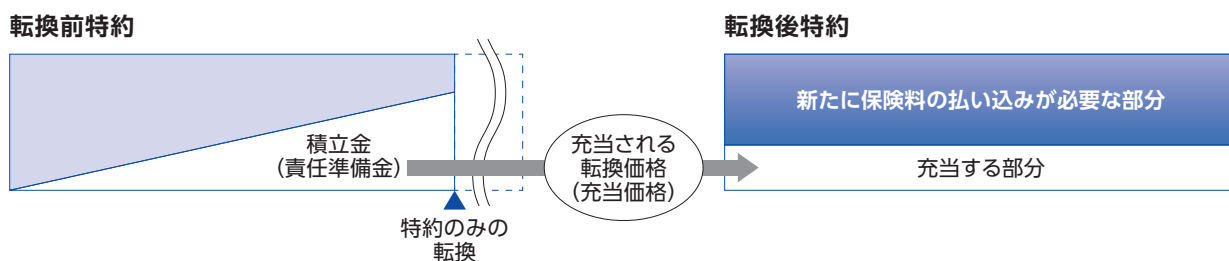 転換前特約
転換後特約
積立金
(責任準備金)
充当される
転換価格
(充当価格)
新たに保険料の払い込みが必要な部分
充当する部分
特約のみの
転換